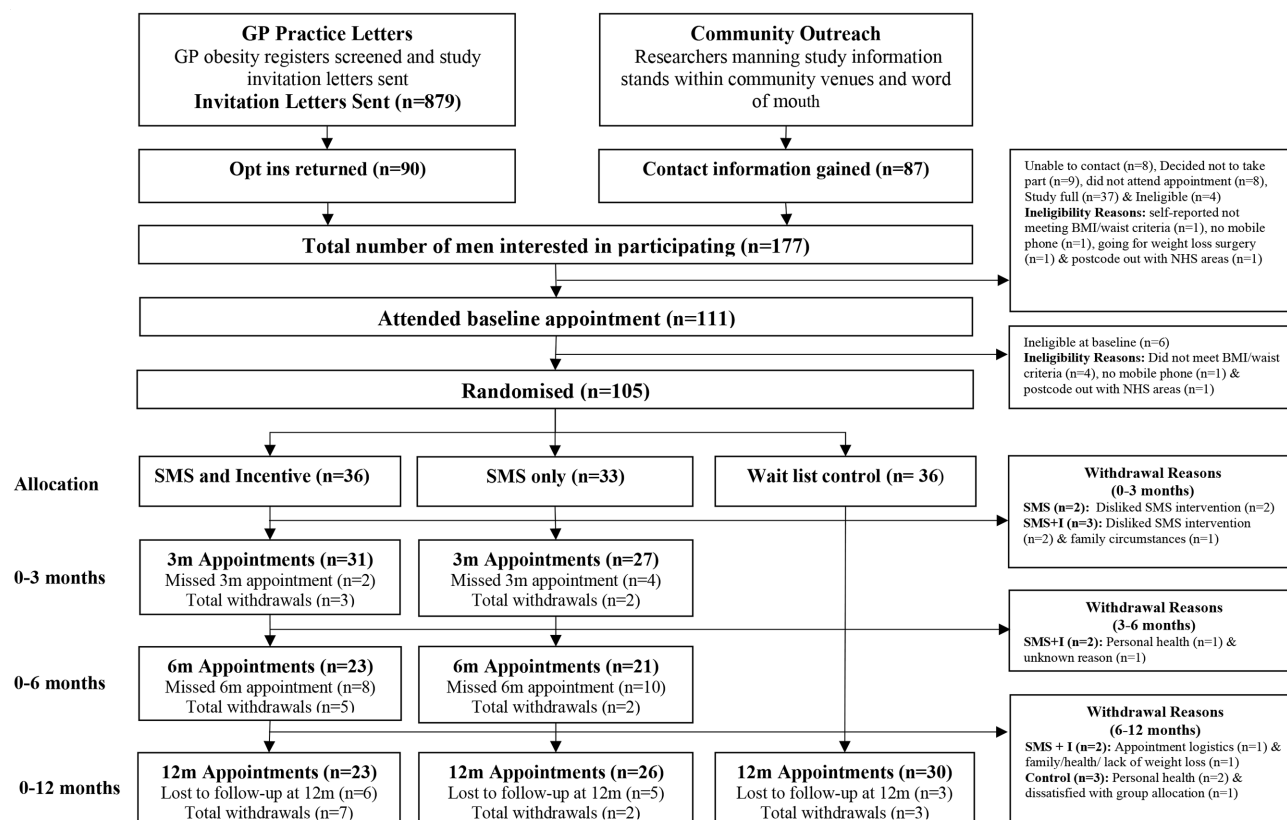 GP Practice Letters
GP obesity registers screened and study
invitation letters sent
Invitation Letters Sent (n=879)
Community Outreach
Researchers manning study information
stands within community venues and word
of mouth
Opt ins returned (n=90)
Contact information gained (n=87)
Unable to contact (n=8), Decided not to take
part (n=9), did not attend appointment (n=8),
Study full (n=37) & Ineligible (n=4)
Ineligibility Reasons: self-reported not
meeting BMI/waist criteria (n=1), no mobile
phone (n=1), going for weight loss surgery
(n=1) & postcode out with NHS areas (n=1)
Total number of men interested in participating (n=177)
Attended baseline appointment (n=111)
Ineligible at baseline (n=6)
Ineligibility Reasons: Did not meet BMI/waist
criteria (n=4), no mobile phone (n=1) &
postcode out with NHS areas (n=1)
Randomised (n=105)
Allocation
SMS and Incentive (n=36)
SMS only (n=33)
Wait list control (n= 36)
Withdrawal Reasons
(0-3 months)
SMS (n=2): Disliked SMS intervention (n=2)
SMS+I (n=3): Disliked SMS intervention
(n=2) & family circumstances (n=1)
0-3 months
3m Appointments (n=31)
Missed 3m appointment (n=2)
Total withdrawals (n=3)
3m Appointments (n=27)
Missed 3m appointment (n=4)
Total withdrawals (n=2)
Withdrawal Reasons
(3-6 months)
SMS+I (n=2): Personal health (n=1) &
unknown reason (n=1)
0-6 months
6m Appointments (n=23)
Missed 6m appointment (n=8)
Total withdrawals (n=5)
6m Appointments (n=21)
Missed 6m appointment (n=10)
Total withdrawals (n=2)
Withdrawal Reasons
(6-12 months)
SMS + I (n=2): Appointment logistics (n=1) &
family/health/ lack of weight loss (n=1)
Control (n=3): Personal health (n=2) &
dissatisfied with group allocation (n=1)
0-12 months
12m Appointments (n=23)
Lost to follow-up at 12m (n=6)
Total withdrawals (n=7)
12m Appointments (n=26)
Lost to follow-up at 12m (n=5)
Total withdrawals (n=2)
12m Appointments (n=30)
Lost to follow-up at 12m (n=3)
Total withdrawals (n=3)